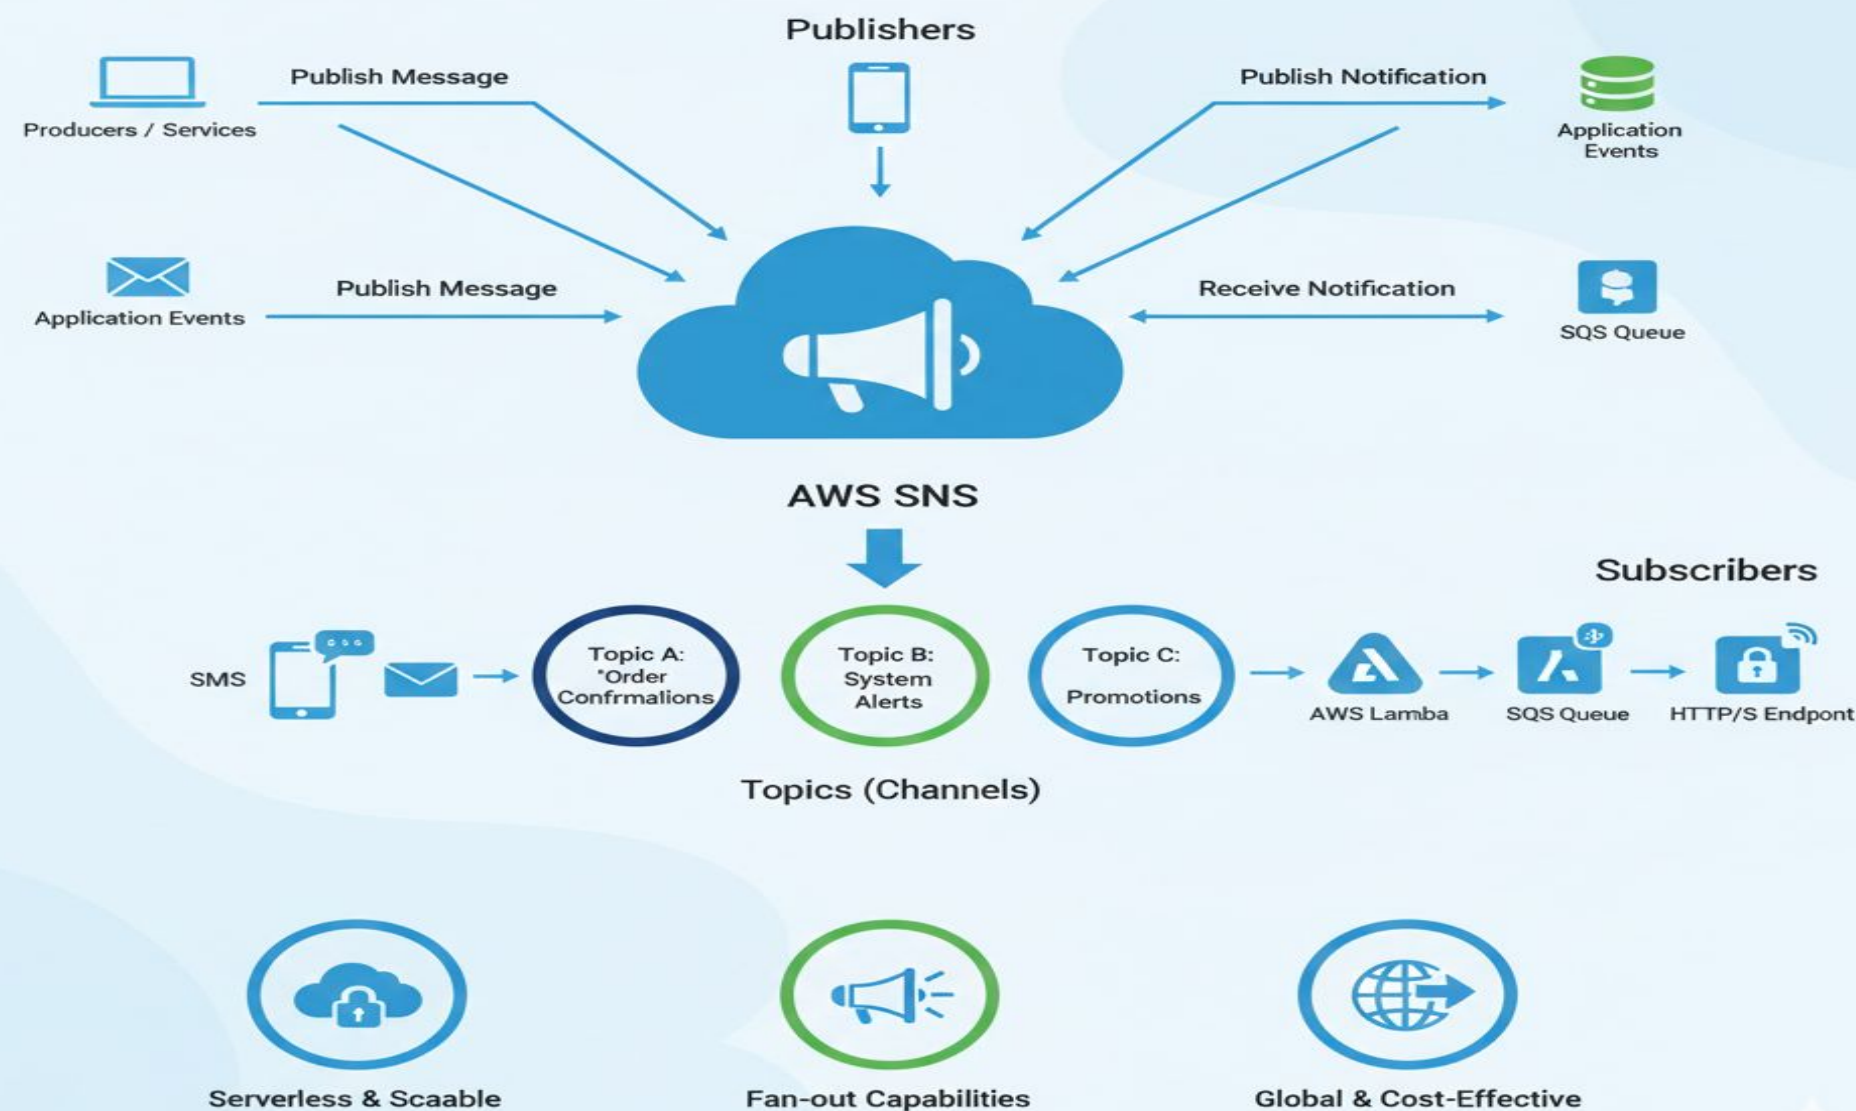 Publishers
Publish Message
Publish Notification
Producers / Services
Application
Events
Publish Message
Receive Notification
Application Events
SQS Queue
AWS SNS
Subscribers
SMS
Topic A:
"Order
Confrmalions
Topic B:
System
Alerts
Topic C:
Promotions
AWS Lamba
SQS Queue
HTTP/S Endpont
Topics (Channels)
Serverless & Scaable
Fan-out Capabilities
Global & Cost-Effective